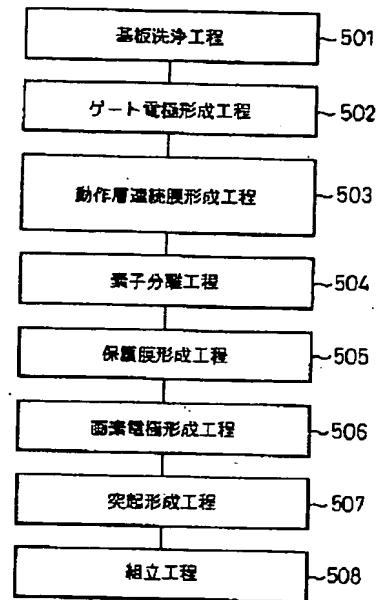 基板洗浄工程 501
ゲート電極形成工程 502
動作層連続膜形成工程 503
素子分離工程 504
保護膜形成工程 505
画素電極形成工程 506
突起形成工程 507
組立工程 508